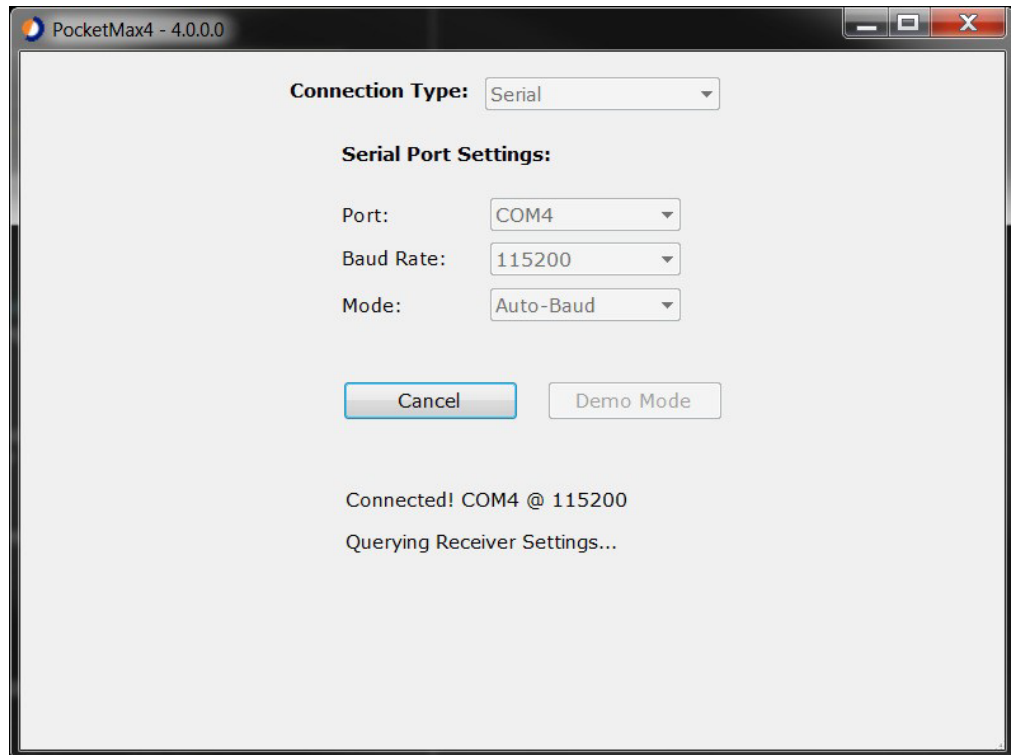 PocketMax4 - 4.0.0.0
Connection Type: Serial
Serial Port Settings:
Port: COM4
Baud Rate: 115200
Mode: Auto-Baud
Cancel Demo Mode
Connected! COM4 @ 115200
Querying Receiver Settings...